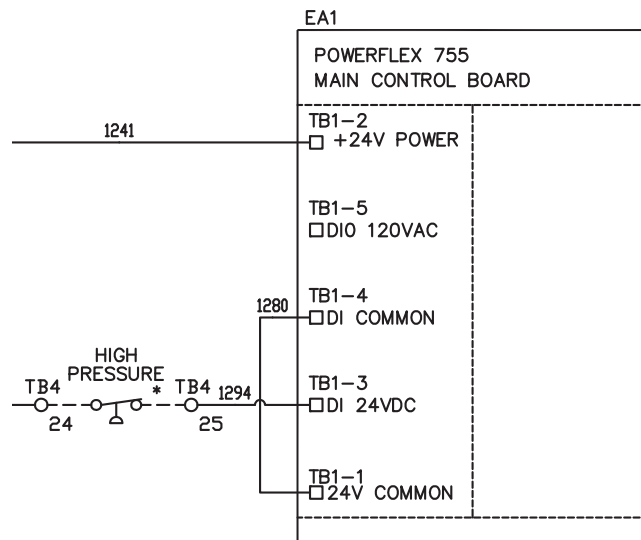 EA1
POWERFLEX 755
MAIN CONTROL BOARD
TB1-2
1241
+24V POWER
TB1-5
DI0 120VAC
1280
TB1-4
DI COMMON
HIGH
PRESSURE
*
TB4
TB4
1294
TB1-3
DI 24VDC
24
25
TB1-1
24V COMMON